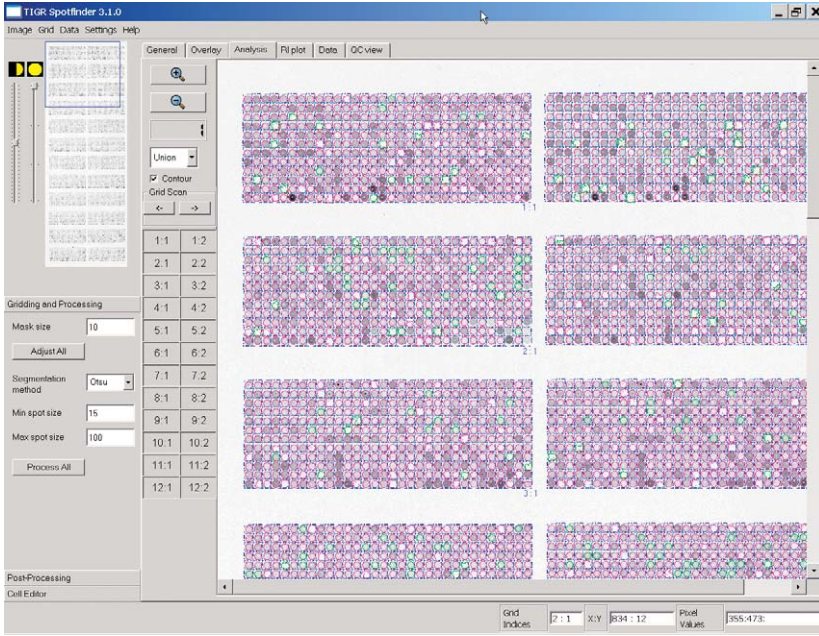 TIGR Spotfinder 3.1.0
Image Grid Data Settings Help
General Overlay Analysis RI plot Data QC view
Union
Contour
Grid Scan
<- ->
1:1 1:2
2:1 2:2
3:1 3:2
4:1 4:2
5:1 5:2
6:1 6:2
7:1 7:2
8:1 8:2
9:1 9:2
10:1 10:2
11:1 11:2
12:1 12:2
Gridding and Processing
Mask size 10
Adjust All
Segmentation method Otsu
Min spot size 15
Max spot size 100
Process All
Post-Processing
Cell Editor
1:1
2:1
3:1
Grid Indices 2 : 1 X:Y 834 : 12 Pixel Values 355:473: